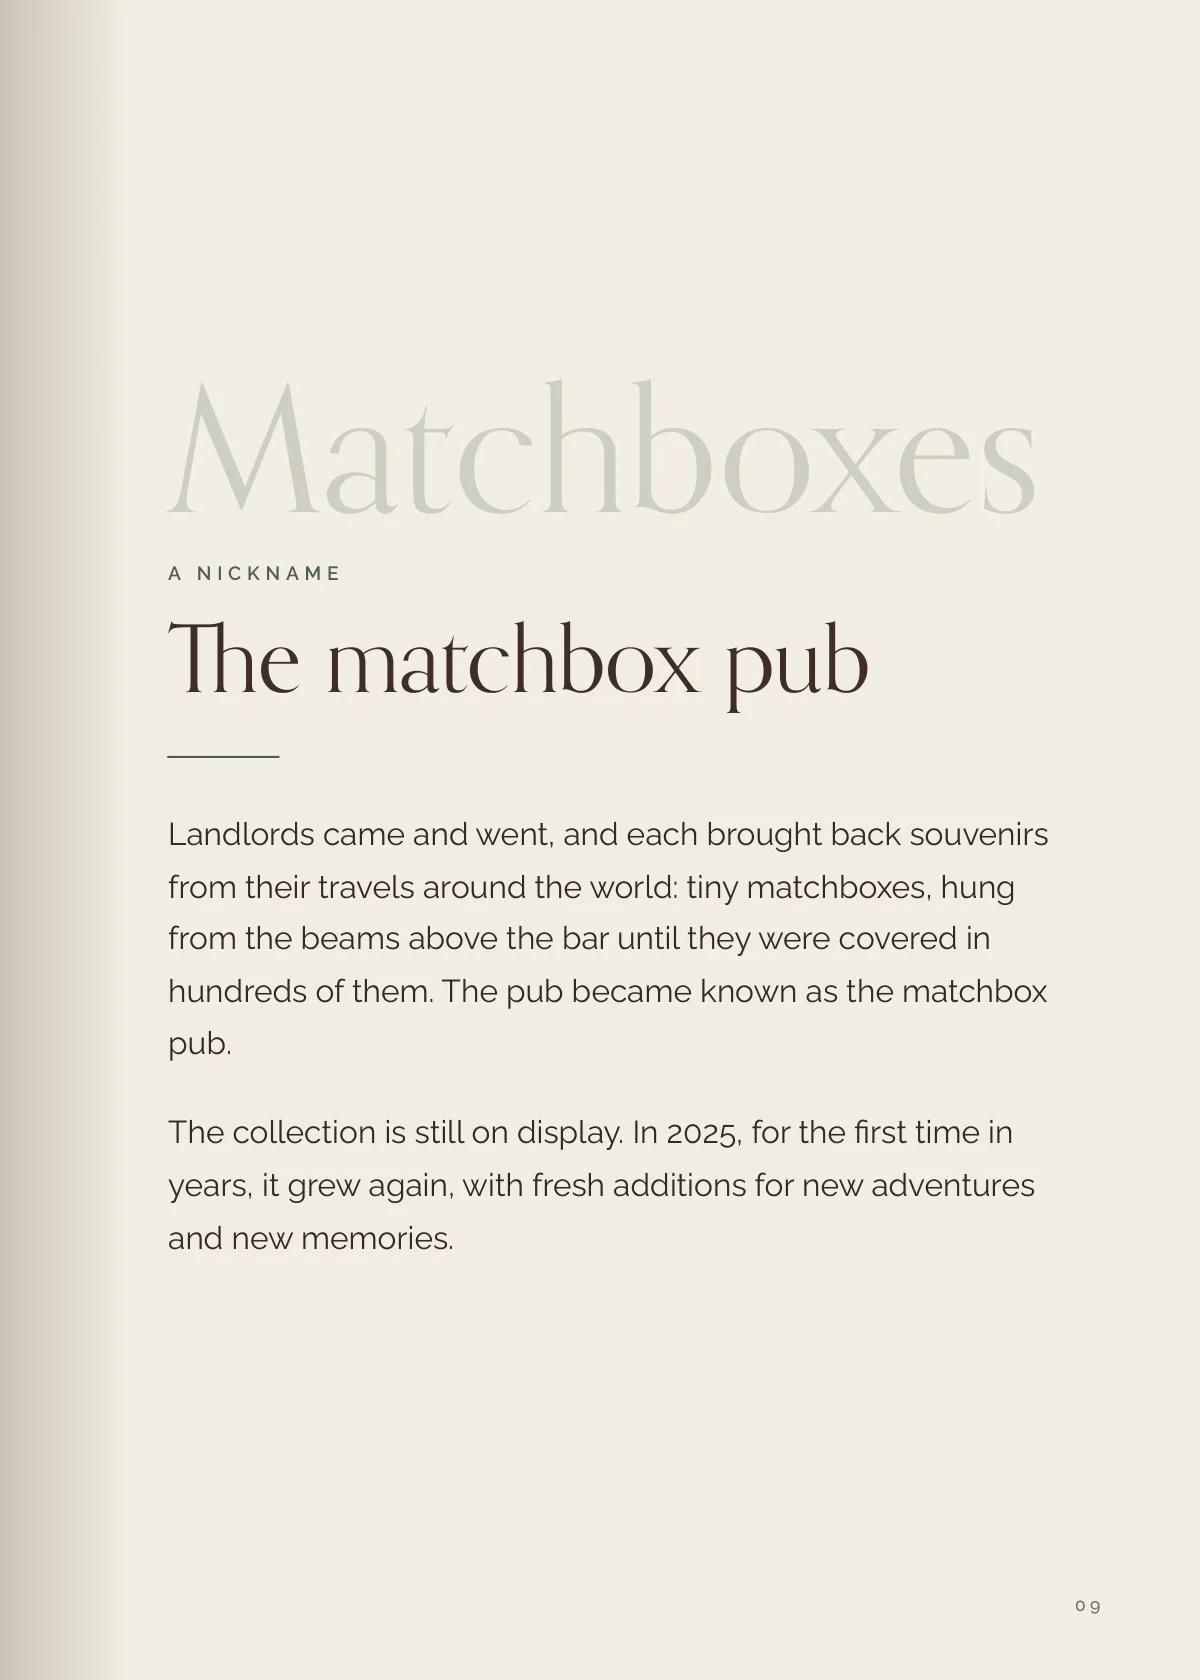 Matchboxes
A NICKNAME
The matchbox pub
Landlords came and went, and each brought back souvenirs
from their travels around the world: tiny matchboxes, hung
from the beams above the bar until they were covered in
hundreds of them. The pub became known as the matchbox
pub.
The collection is still on display. In 2025, for the first time in
years, it grew again, with fresh additions for new adventures
and new memories.
09